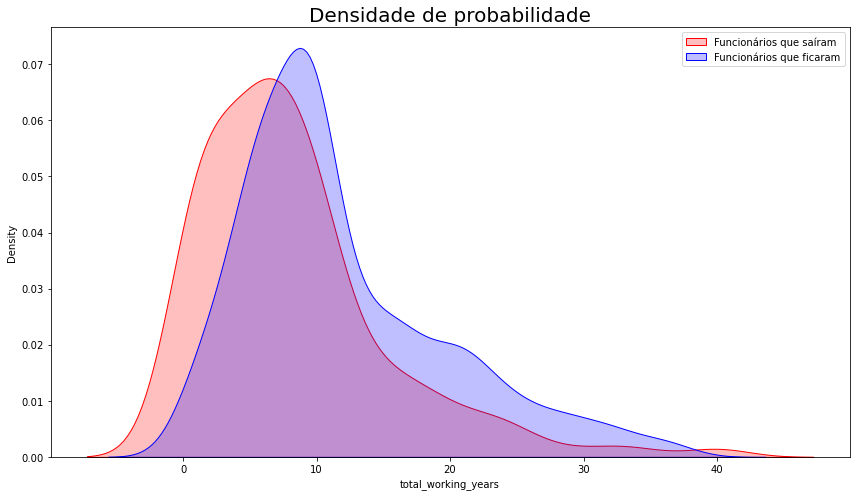 Densidade de probabilidade
Funcionários que saíram
Funcionários que ficaram
0.07
0.06
0.05
0.04
0.03
0.02
0.01
0.00
Density
0 10 20 30 40
total_working_years